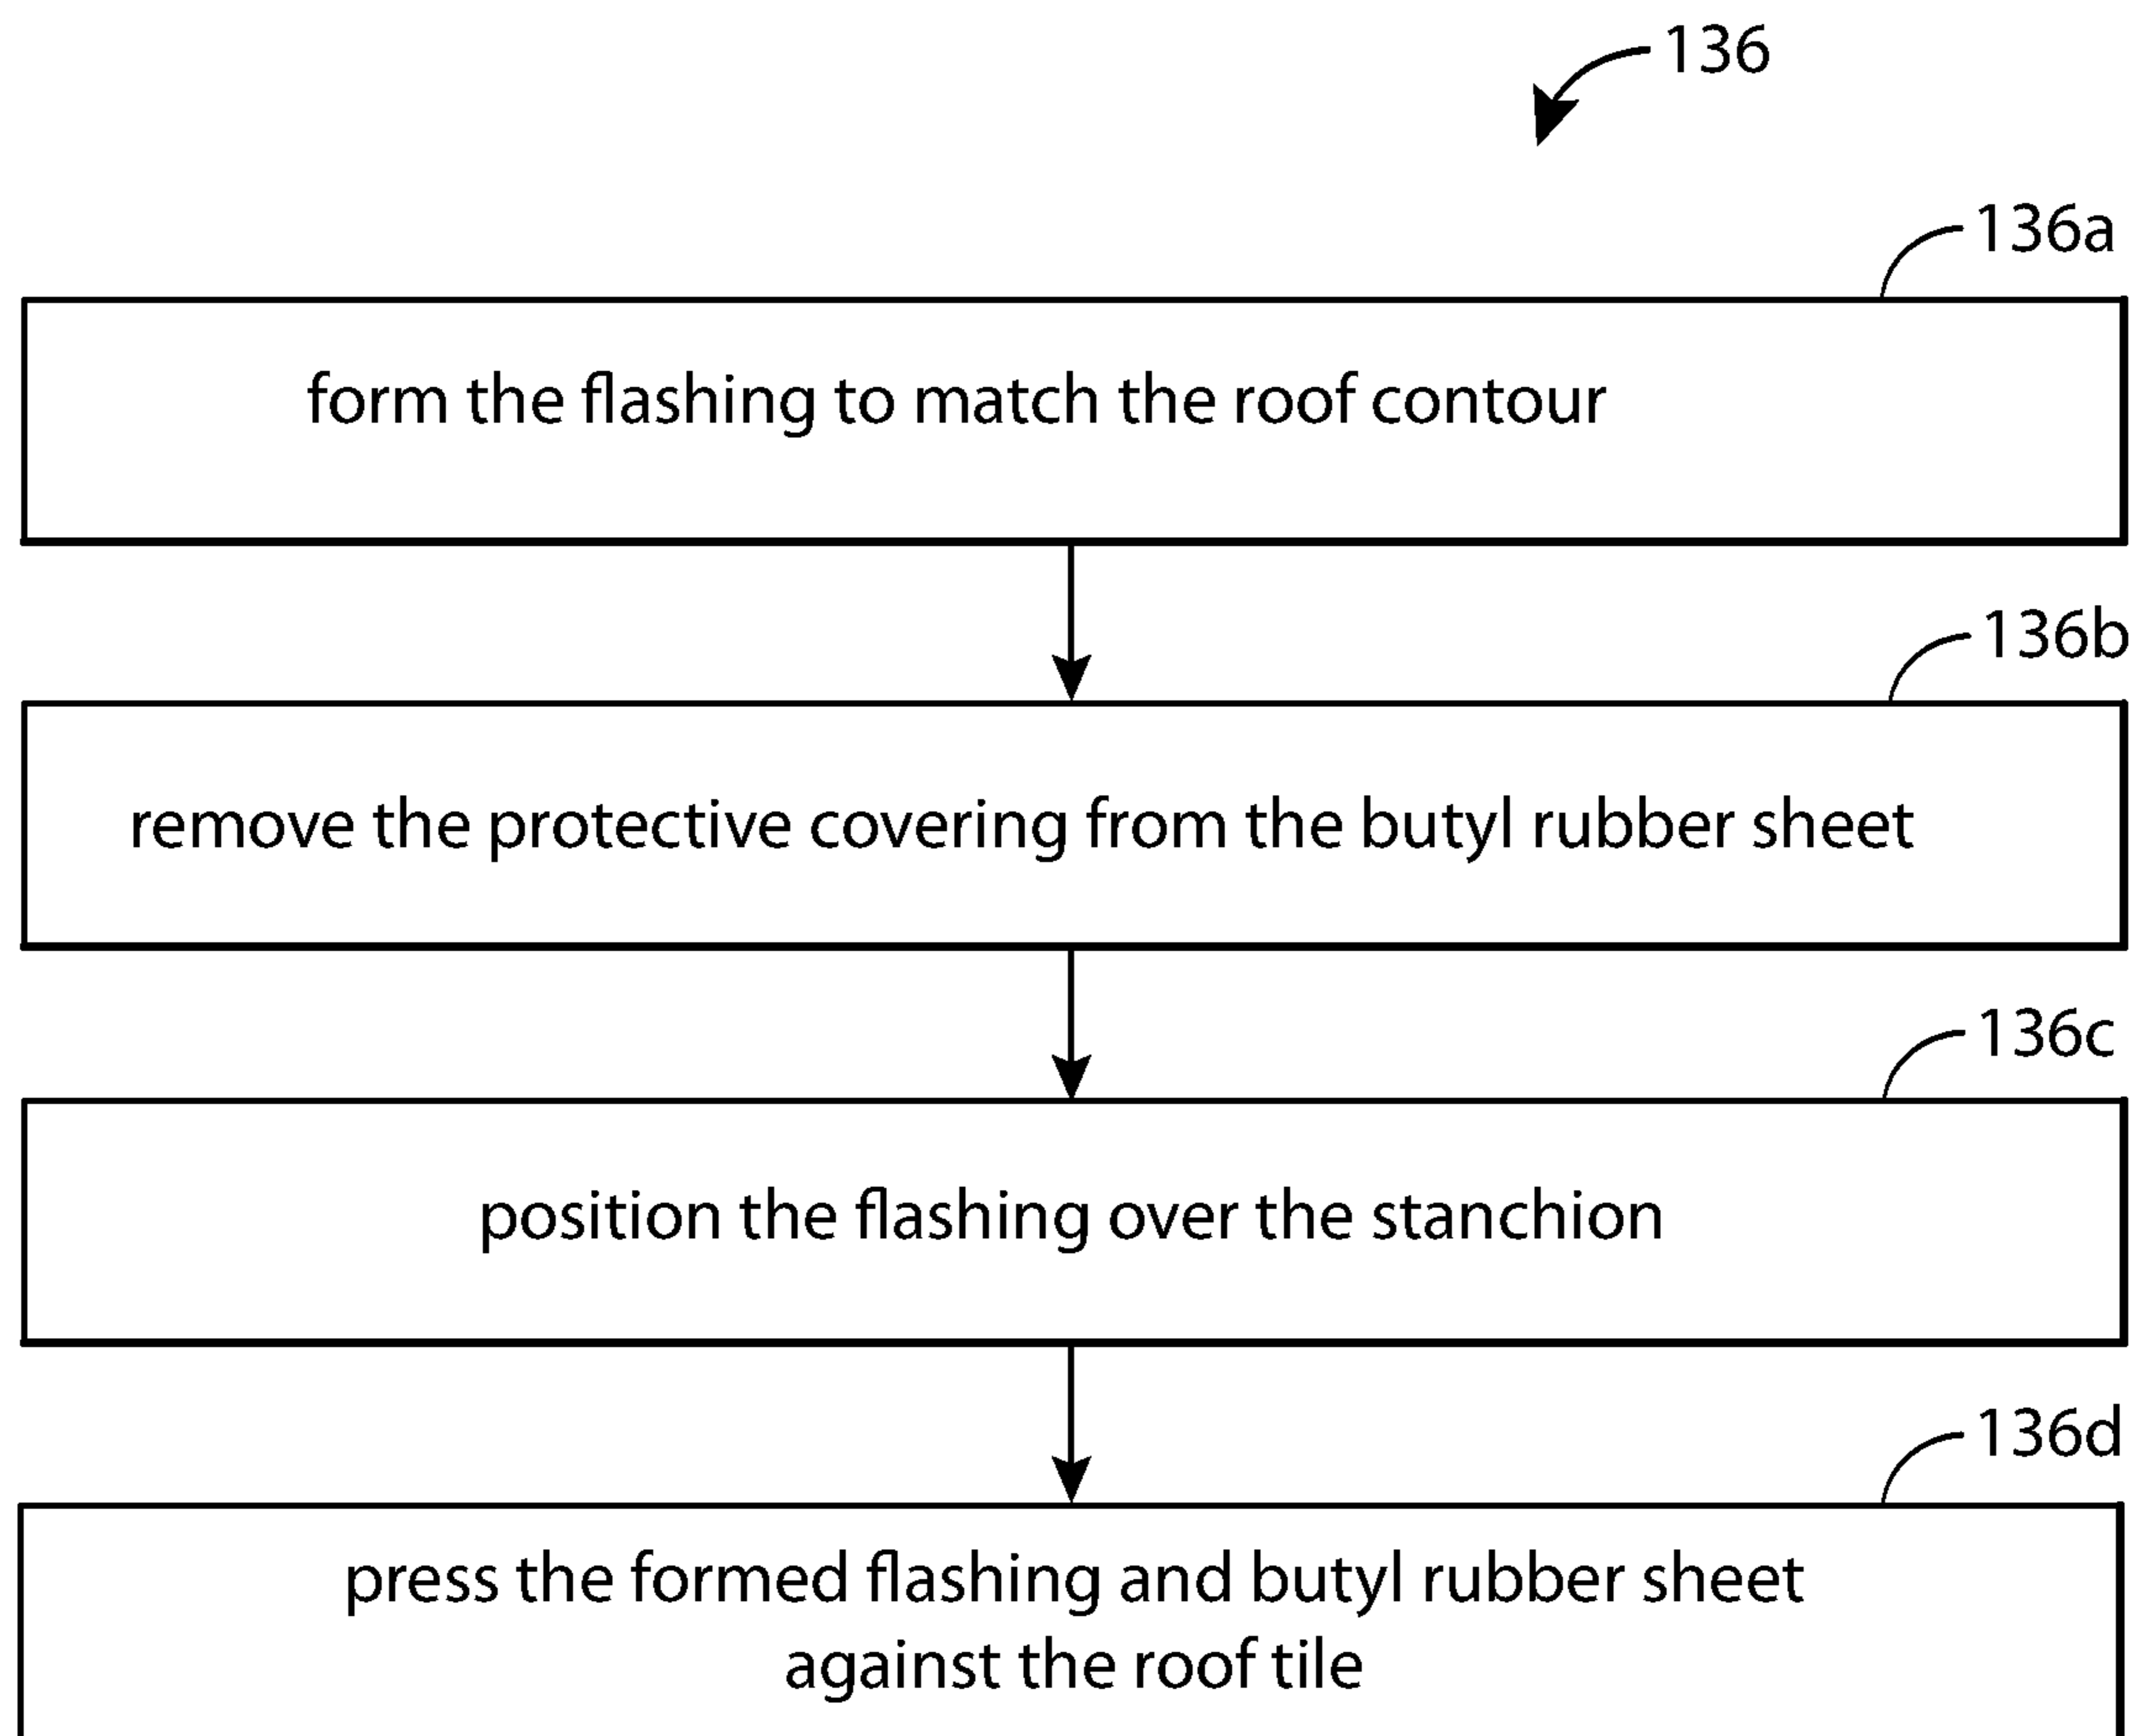 136
136a
form the flashing to match the roof contour
136b
remove the protective covering from the butyl rubber sheet
136c
position the flashing over the stanchion
136d
press the formed flashing and butyl rubber sheet
against the roof tile